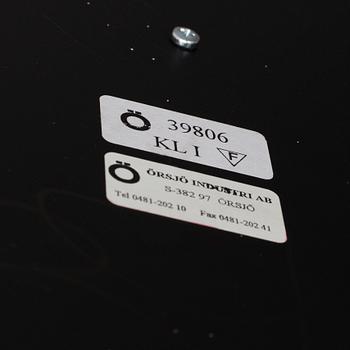 Ö 39806
KL I F
Ö ÖRSJÖ INDUSTRI AB
S-382 97 ÖRSJÖ
Tel 0481-202 10 Fax 0481-202 41